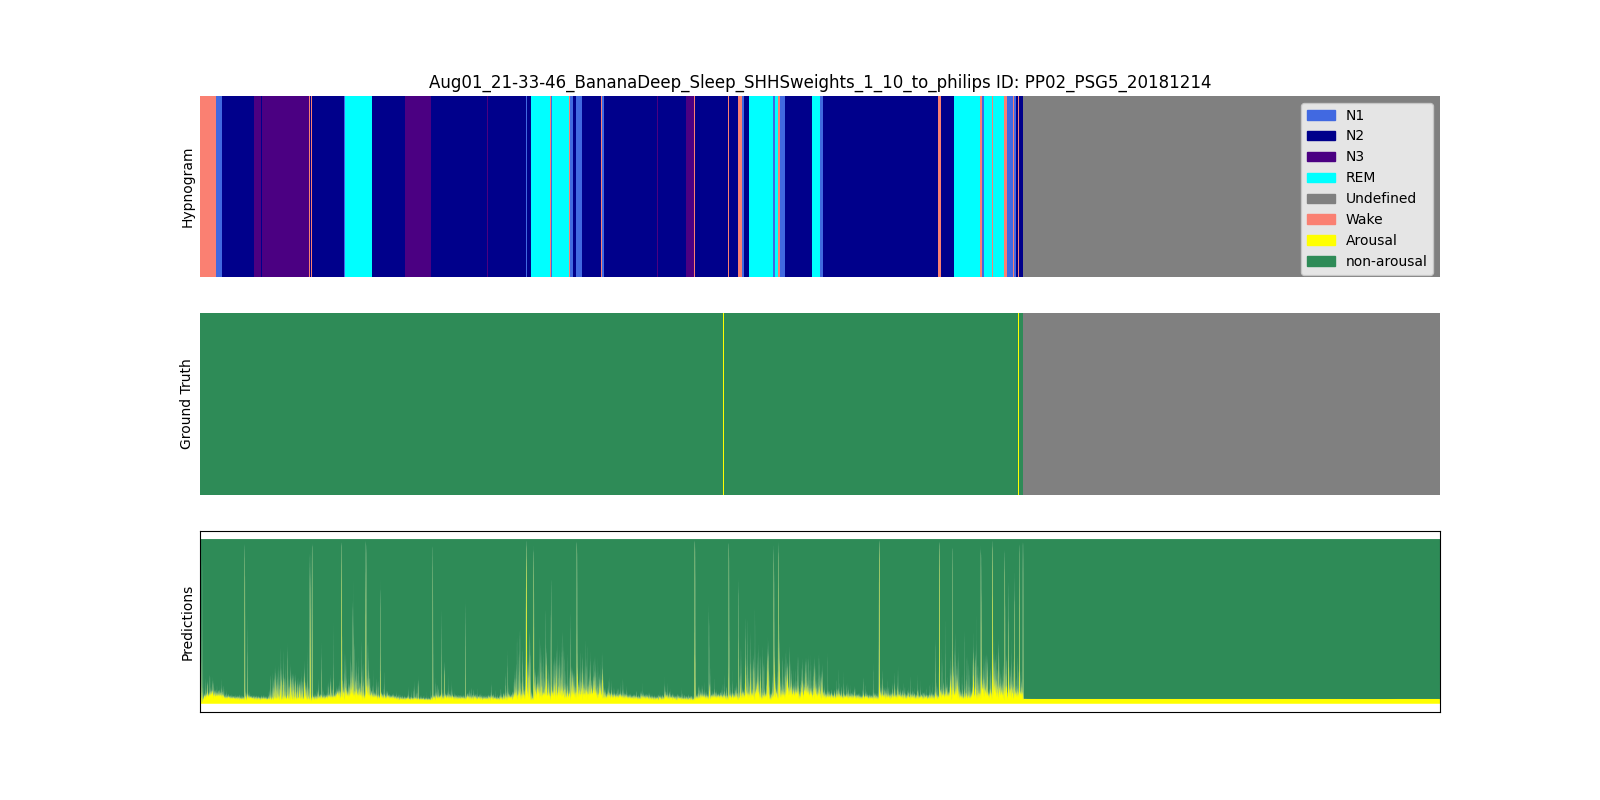 Aug01_21-33-46_BananaDeep_Sleep_SHHSweights_1_10_to_philips ID: PP02_PSG5_20181214
Hypnogram
N1
N2
N3
REM
Undefined
Wake
Arousal
non-arousal
Ground Truth
Predictions